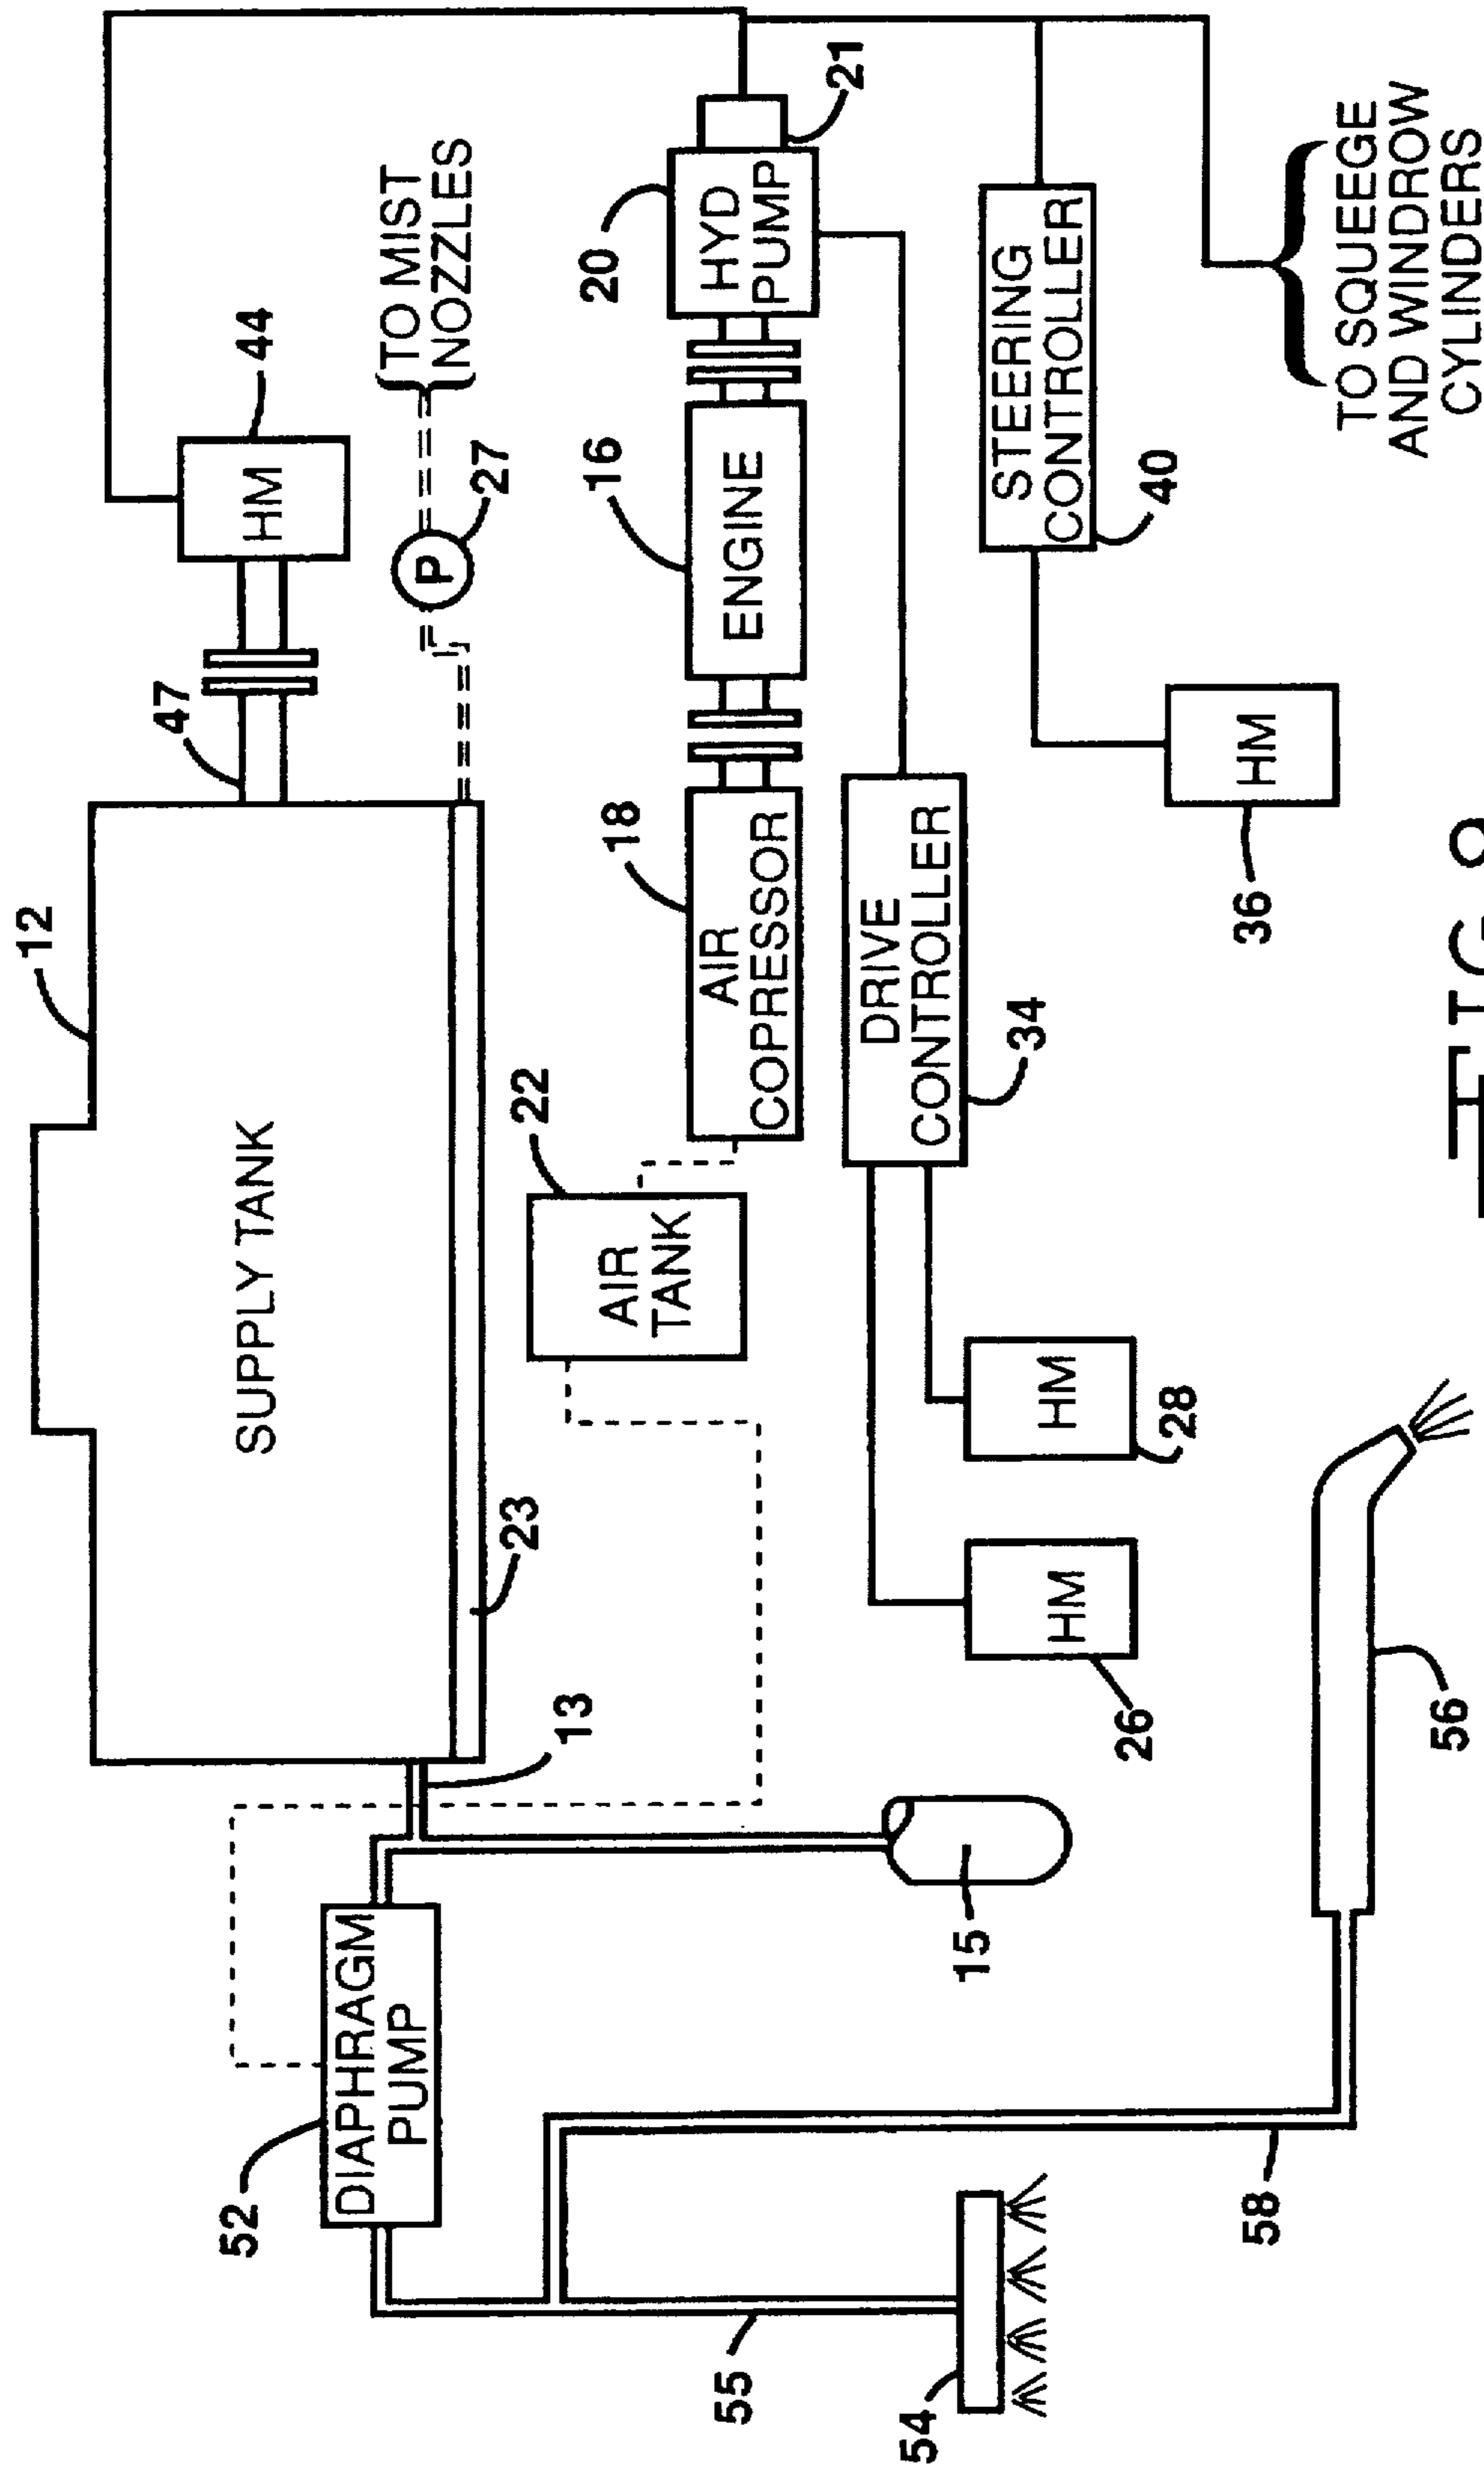 12
SUPPLY TANK
47
44
HM
TO MIST
NOZZLES
27
P
23
13
52
DIAPHRAGM
PUMP
22
AIR
TANK
18
AIR
COPRESSOR
16
ENGINE
20
HYD
PUMP
21
DRIVE
CONTROLLER
34
STEERING
CONTROLLER
40
HM
36
HM
28
HM
26
15
55
54
58
56
TO SQUEEGE
AND WINDROW
CYLINDERS
FIG 8